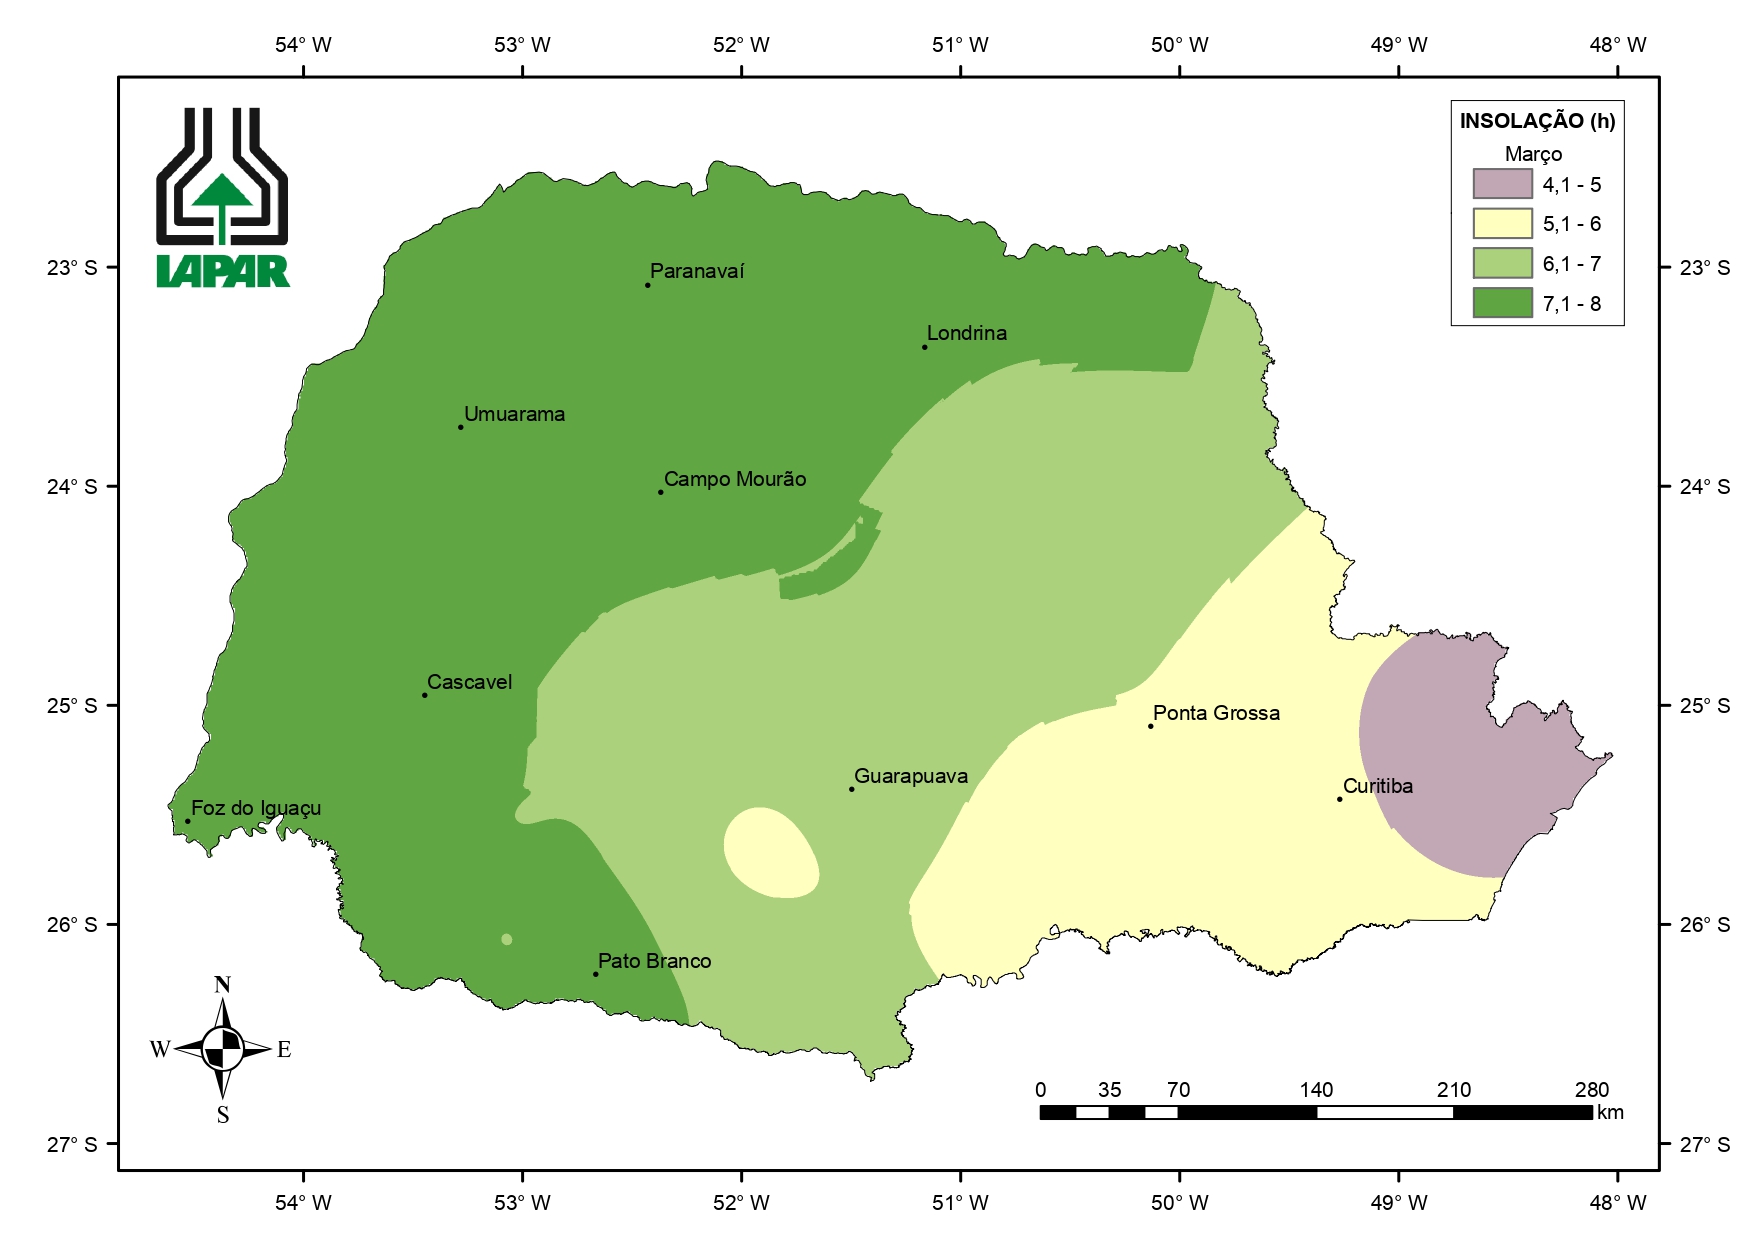 54° W 53° W 52° W 51° W 50° W 49° W 48° W
INSOLAÇÃO (h)
Março
4,1 - 5
5,1 - 6
6,1 - 7
7,1 - 8
IAPAR
23° S 23° S
Paranavaí
Londrina
Umuarama
Campo Mourão
24° S 24° S
Cascavel
25° S 25° S
Ponta Grossa
Guarapuava
Curitiba
Foz do Iguaçu
26° S 26° S
Pato Branco
N
W E
S
0 35 70 140 210 280
km
27° S 27° S
54° W 53° W 52° W 51° W 50° W 49° W 48° W